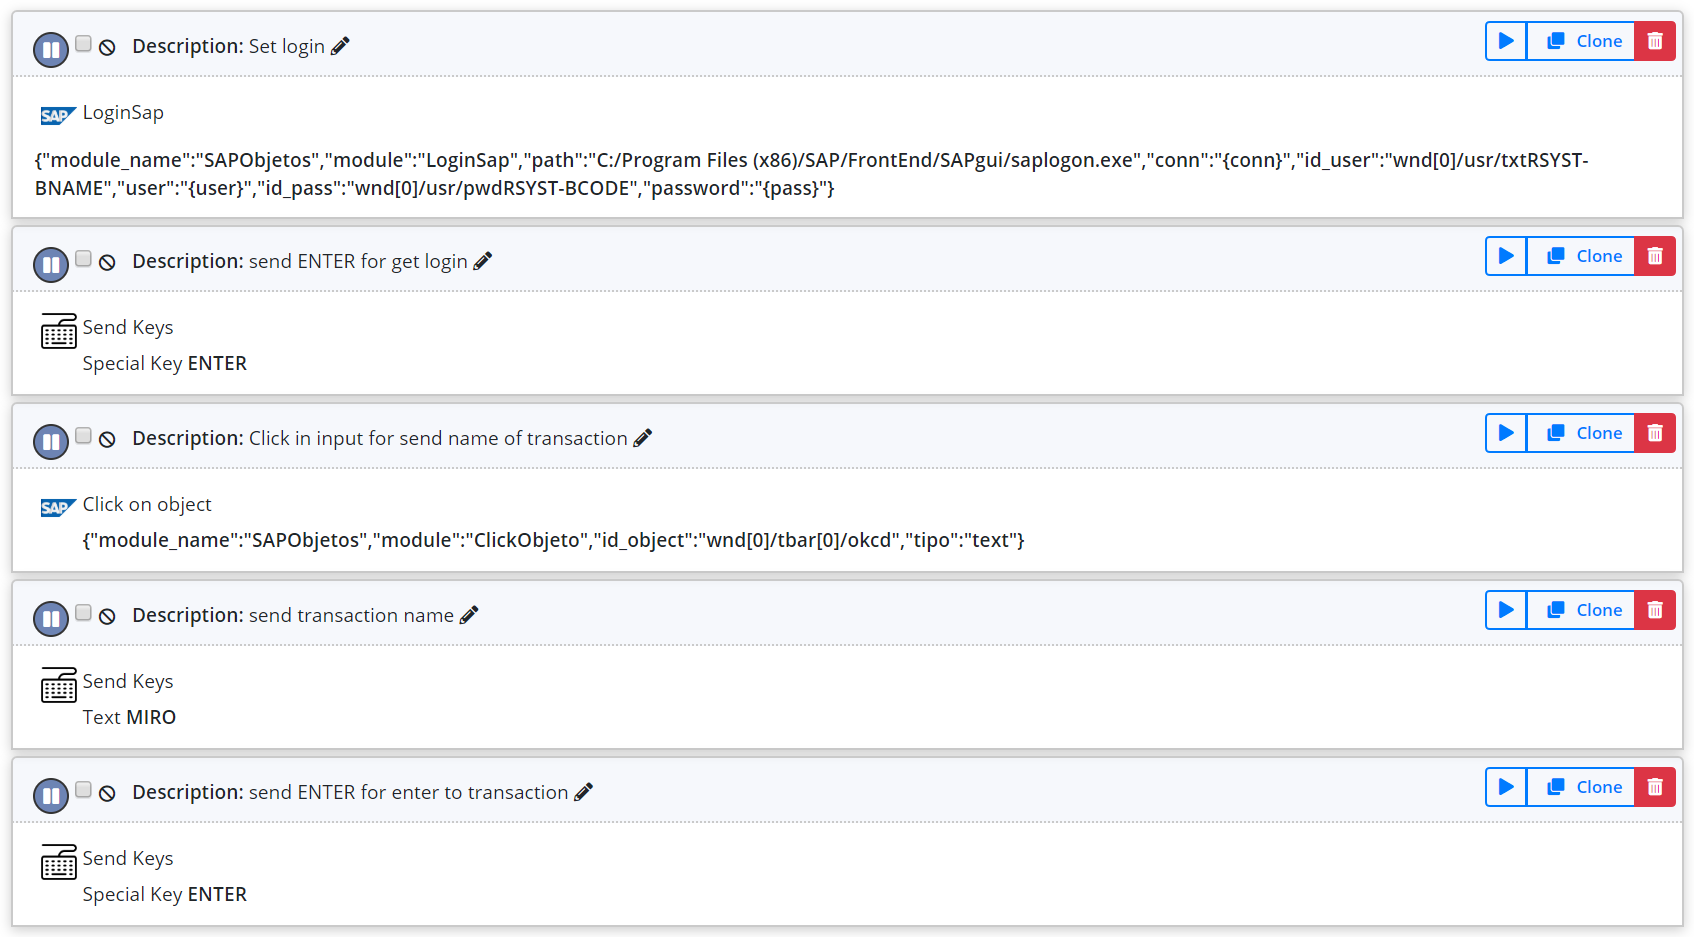 Description: Set login
Clone
SAP LoginSap
{"module_name":"SAPObjetos","module":"LoginSap","path":"C:/Program Files (x86)/SAP/FrontEnd/SAPgui/saplogon.exe","conn":"{conn}","id_user":"wnd[0]/usr/txtRSYST-
BNAME","user":"{user}","id_pass":"wnd[0]/usr/pwdRSYST-BCODE","password":"{pass}"}
Description: send ENTER for get login
Clone
Send Keys
Special Key ENTER
Description: Click in input for send name of transaction
Clone
SAP Click on object
{"module_name":"SAPObjetos","module":"ClickObjeto","id_object":"wnd[0]/tbar[0]/okcd","tipo":"text"}
Description: send transaction name
Clone
Send Keys
Text MIRO
Description: send ENTER for enter to transaction
Clone
Send Keys
Special Key ENTER